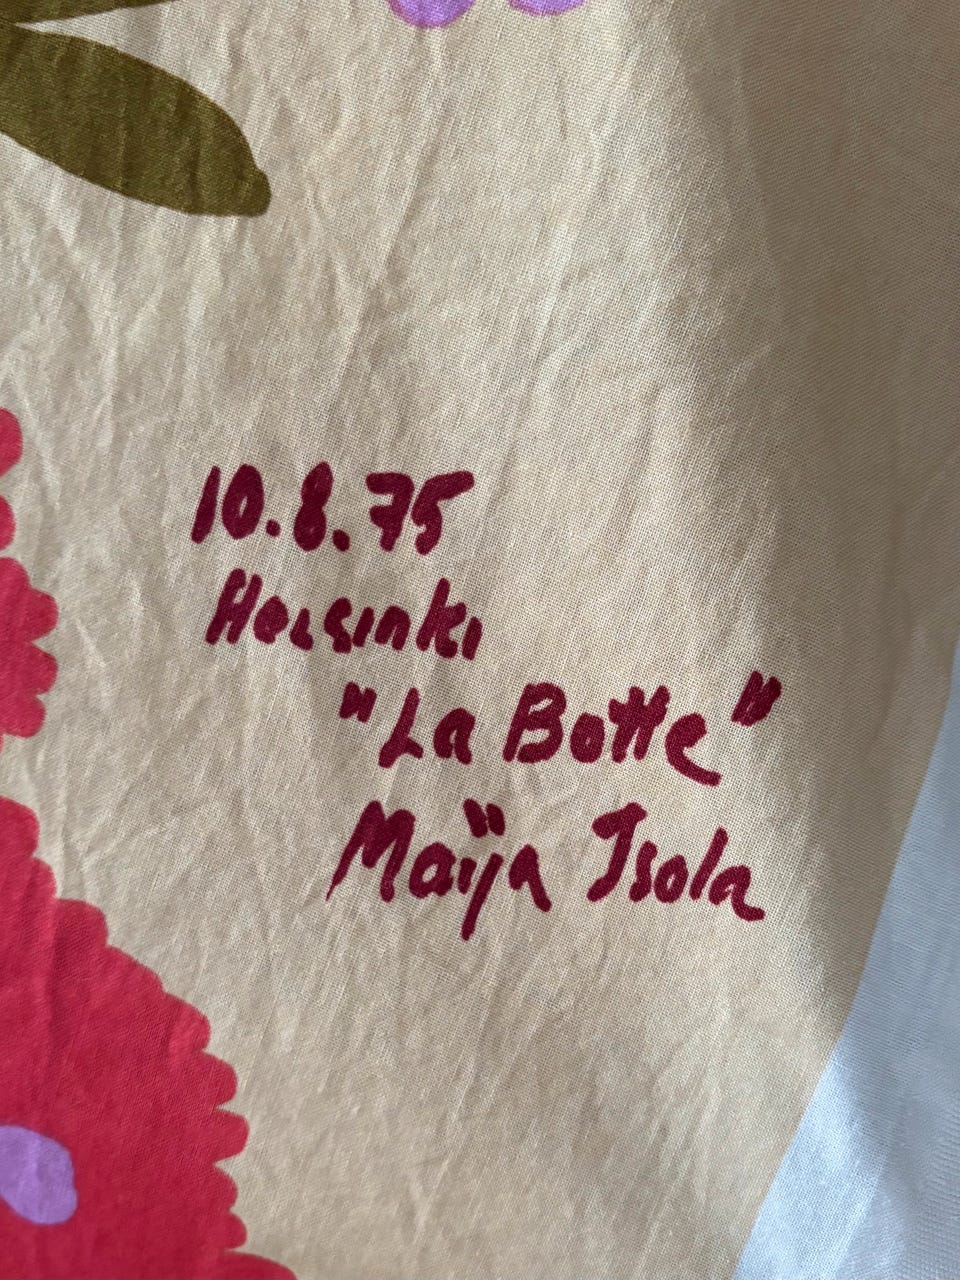 10.8.75
Helsinki
"La Botte"
Maija Isola